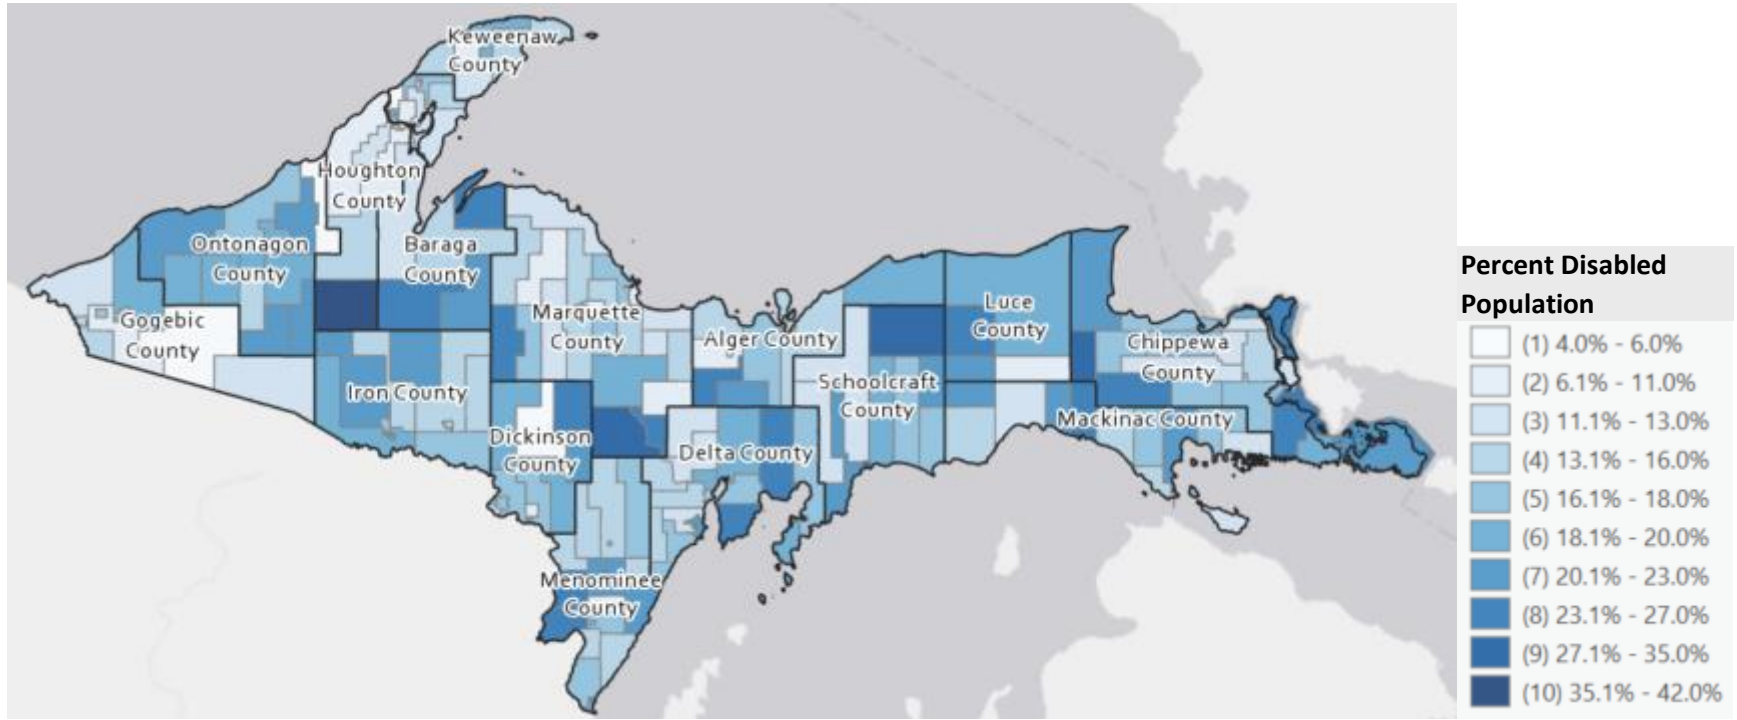 Keweenaw
County
Houghton
County
Ontonagon
County
Baraga
County
Gogebic
County
Marquette
County
Luce
County
Alger County
Chippewa
County
Iron County
Schoolcraft
County
Mackinac County
Dickinson
County
Delta County
Menominee
County
Percent Disabled
Population
(1) 4.0% - 6.0%
(2) 6.1% - 11.0%
(3) 11.1% - 13.0%
(4) 13.1% - 16.0%
(5) 16.1% - 18.0%
(6) 18.1% - 20.0%
(7) 20.1% - 23.0%
(8) 23.1% - 27.0%
(9) 27.1% - 35.0%
(10) 35.1% - 42.0%